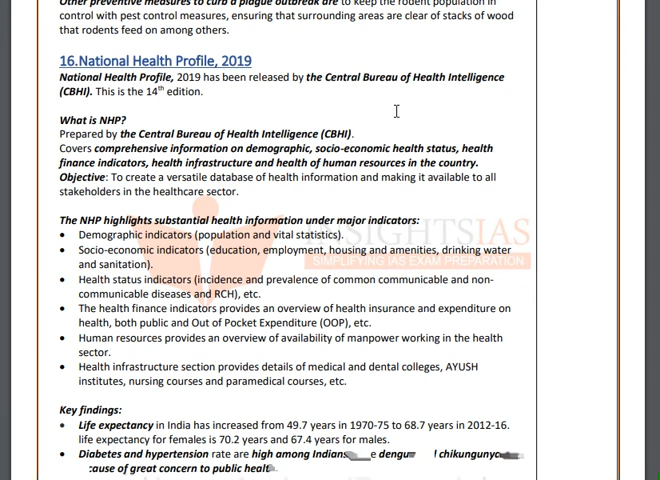 Other preventive measures to curb a plague outbreak are to keep the rodent population in
control with pest control measures, ensuring that surrounding areas are clear of stacks of wood
that rodents feed on among others.
16.National Health Profile, 2019
National Health Profile, 2019 has been released by the Central Bureau of Health Intelligence
(CBHI). This is the 14th edition.
What is NHP?
Prepared by the Central Bureau of Health Intelligence (CBHI).
Covers comprehensive information on demographic, socio-economic health status, health
finance indicators, health infrastructure and health of human resources in the country.
Objective: To create a versatile database of health information and making it available to all
stakeholders in the healthcare sector.
The NHP highlights substantial health information under major indicators:
• Demographic indicators (population and vital statistics).
• Socio-economic indicators (education, employment, housing and amenities, drinking water
and sanitation).
• Health status indicators (incidence and prevalence of common communicable and non-
communicable diseases and RCH), etc.
• The health finance indicators provides an overview of health insurance and expenditure on
health, both public and Out of Pocket Expenditure (OOP), etc.
• Human resources provides an overview of availability of manpower working in the health
sector.
• Health infrastructure section provides details of medical and dental colleges, AYUSH
institutes, nursing courses and paramedical courses, etc.
INSIGHTSIAS
SIMPLIFYING IAS EXAM PREPARATION
Key findings:
• Life expectancy in India has increased from 49.7 years in 1970-75 to 68.7 years in 2012-16.
life expectancy for females is 70.2 years and 67.4 years for males.
• Diabetes and hypertension rate are high among Indians
cause of great concern to public